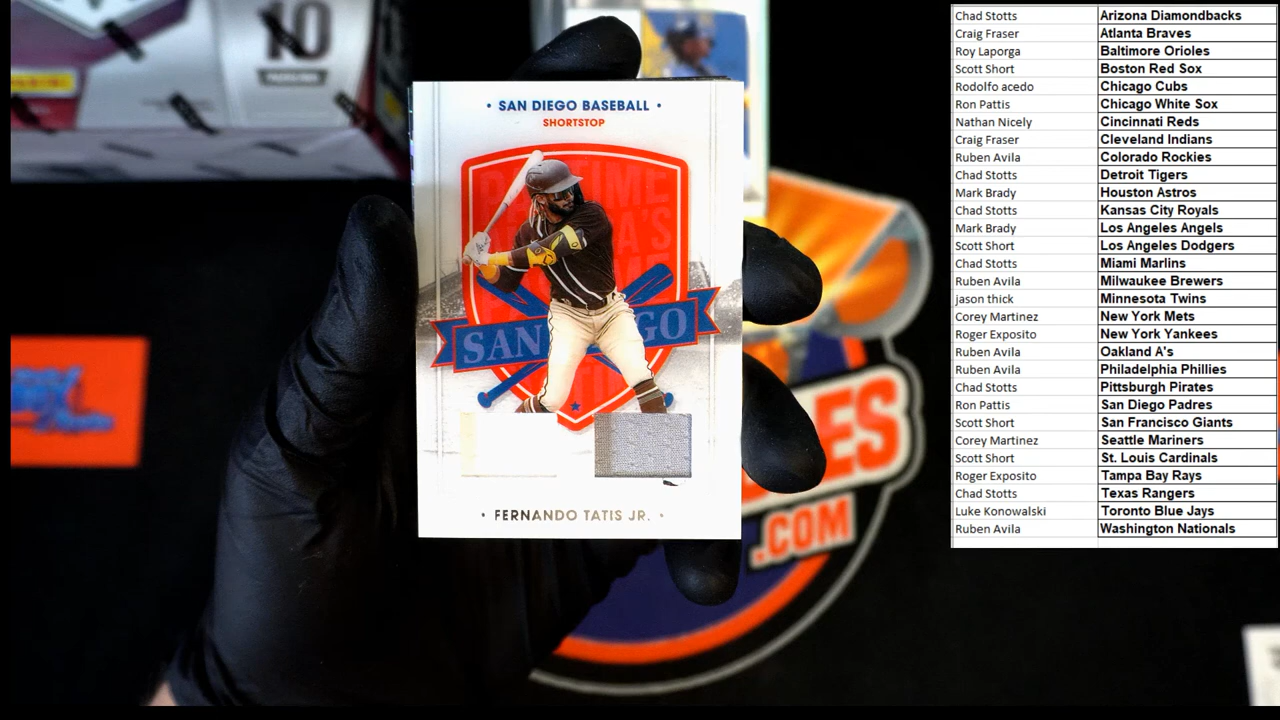 10
PANINI
• SAN DIEGO BASEBALL •
SHORTSTOP
SAN
GO
• FERNANDO TATIS JR. •
ES
.COM
Chad Stotts Arizona Diamondbacks
Craig Fraser Atlanta Braves
Roy Laporga Baltimore Orioles
Scott Short Boston Red Sox
Rodolfo acedo Chicago Cubs
Ron Pattis Chicago White Sox
Nathan Nicely Cincinnati Reds
Craig Fraser Cleveland Indians
Ruben Avila Colorado Rockies
Chad Stotts Detroit Tigers
Mark Brady Houston Astros
Chad Stotts Kansas City Royals
Mark Brady Los Angeles Angels
Scott Short Los Angeles Dodgers
Chad Stotts Miami Marlins
Ruben Avila Milwaukee Brewers
jason thick Minnesota Twins
Corey Martinez New York Mets
Roger Exposito New York Yankees
Ruben Avila Oakland A's
Ruben Avila Philadelphia Phillies
Chad Stotts Pittsburgh Pirates
Ron Pattis San Diego Padres
Scott Short San Francisco Giants
Corey Martinez Seattle Mariners
Scott Short St. Louis Cardinals
Roger Exposito Tampa Bay Rays
Chad Stotts Texas Rangers
Luke Konowalski Toronto Blue Jays
Ruben Avila Washington Nationals